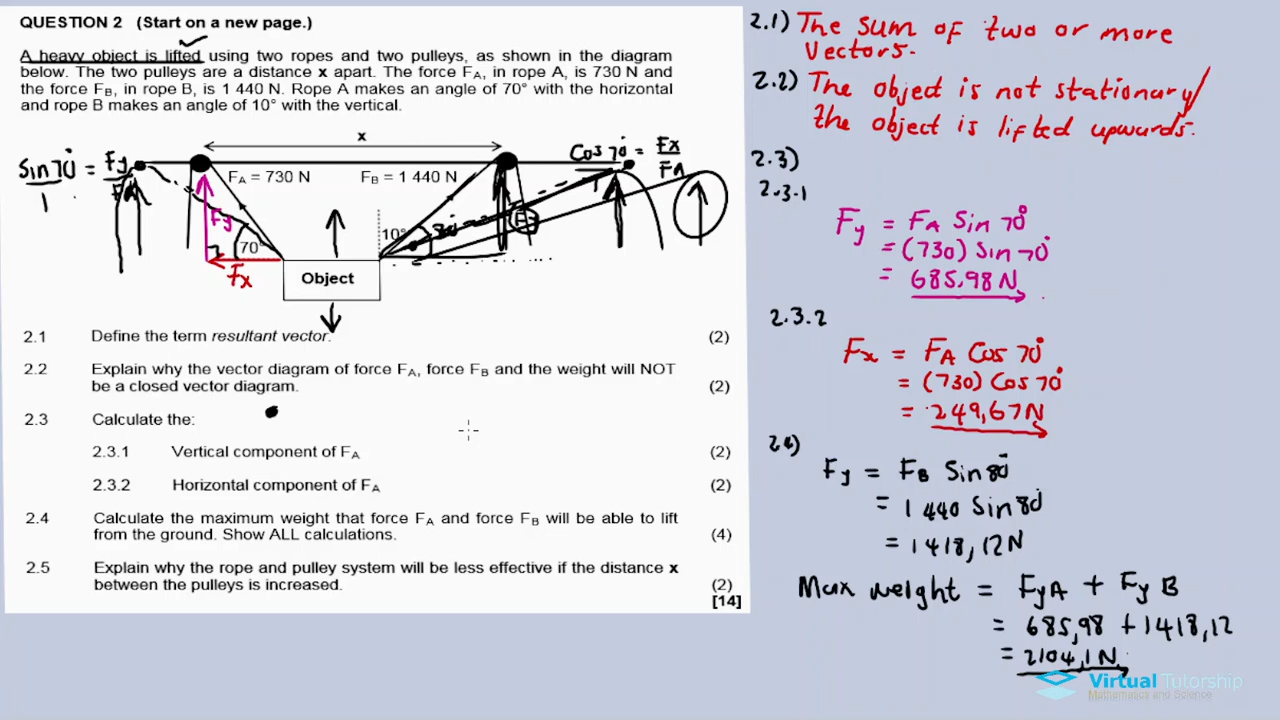 QUESTION 2 (Start on a new page.)
A heavy object is lifted using two ropes and two pulleys, as shown in the diagram
below. The two pulleys are a distance x apart. The force FA, in rope A, is 730 N and
the force FB, in rope B, is 1 440 N. Rope A makes an angle of 70° with the horizontal
and rope B makes an angle of 10° with the vertical.
x
Sin 70° = Fy
1
FA = 730 N
FB = 1 440 N
Cos 70° = Fx
1 FA
Fy
70°
10°
80°
Fx
Object
2.1 Define the term resultant vector. (2)
2.2 Explain why the vector diagram of force FA, force FB and the weight will NOT
be a closed vector diagram. (2)
2.3 Calculate the:
2.3.1 Vertical component of FA (2)
2.3.2 Horizontal component of FA (2)
2.4 Calculate the maximum weight that force FA and force FB will be able to lift
from the ground. Show ALL calculations. (4)
2.5 Explain why the rope and pulley system will be less effective if the distance x
between the pulleys is increased. (2)
[14]
2.1) The sum of two or more
vectors.
2.2) The object is not stationary/
the object is lifted upwards.
2.3)
2.3.1
Fy = FA Sin 70°
= (730) Sin 70°
= 685,98 N
2.3.2
Fx = FA Cos 70°
= (730) Cos 70°
= 249,67 N
2.4)
Fy = FB Sin 80°
= 1 440 Sin 80°
= 1418,12 N
Max weight = FyA + FyB
= 685,98 + 1418,12
= 2104,1 N
Virtual Tutorship
Mathematics and Science